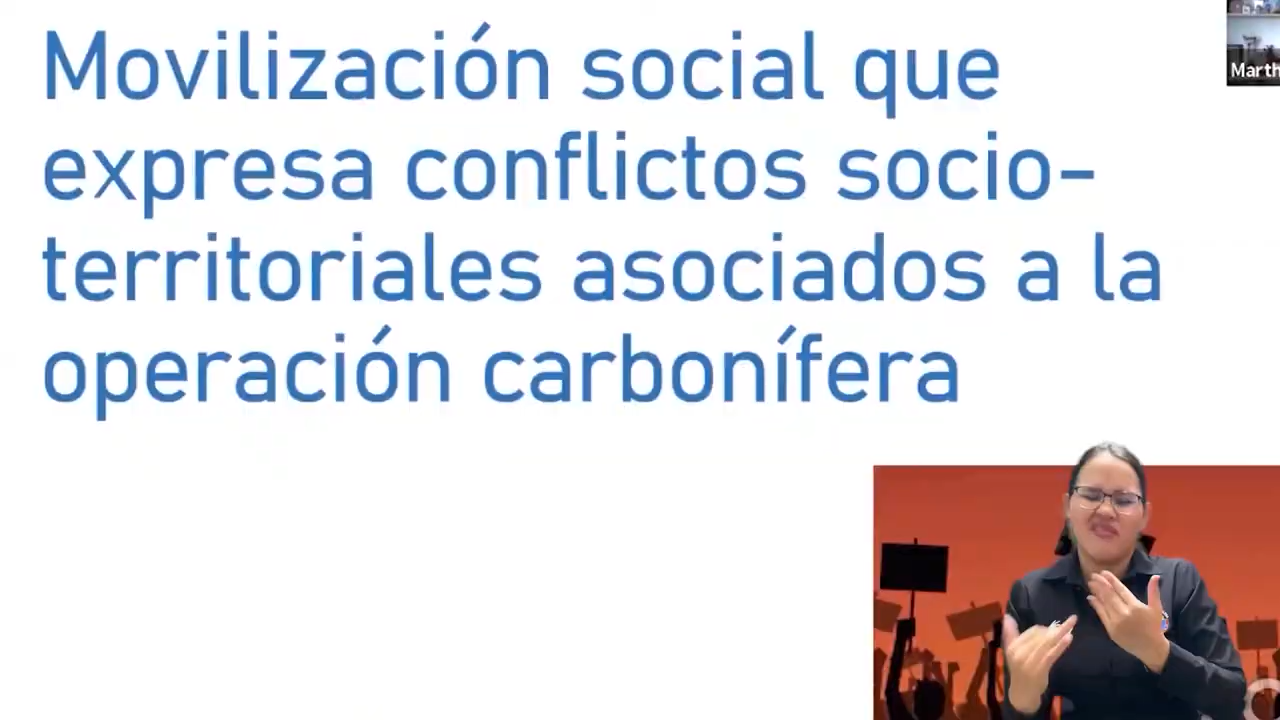 Movilización social que
expresa conflictos socio-
territoriales asociados a la
operación carbonífera
Marth